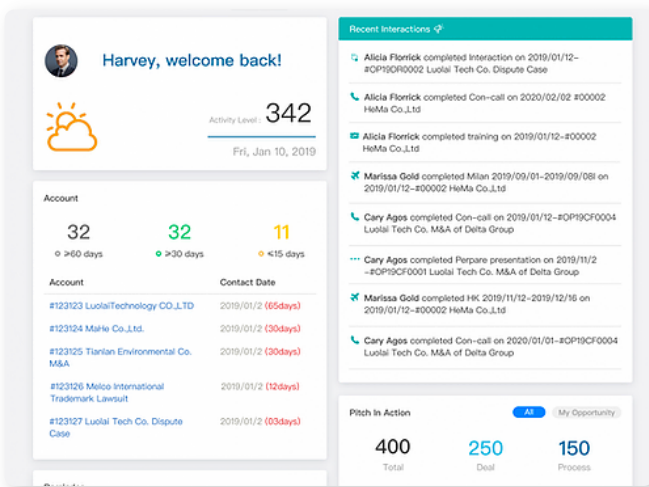 Harvey, welcome back!
Activity Level : 342
Fri, Jan 10, 2019
Account
32
32
11
≥60 days
≥30 days
≤15 days
Account Contact Date
#123123 LuolaiTechnology CO.,LTD 2019/01/2 (65days)
#123124 MaHe Co.,Ltd. 2019/01/2 (30days)
#123125 Tianlan Environmental Co. 2019/01/2 (30days)
M&A
#123126 Melco International 2019/01/2 (12days)
Trademark Lawsuit
#123127 Luolai Tech Co. Dispute 2019/01/2 (03days)
Case
Recent Interactions
Alicia Florrick completed Interaction on 2019/01/12-
#OP19DR0002 Luolai Tech Co. Dispute Case
Alicia Florrick completed Con-call on 2020/02/02 #00002
HeMa Co.,Ltd
Alicia Florrick completed training on 2019/01/12-#00002
HeMa Co.,Ltd
Marissa Gold completed Milan 2019/09/01-2019/09/08l on
2019/01/12-#00002 HeMa Co.,Ltd
Cary Agos completed Con-call on 2019/01/12-#OP19CF0004
Luolai Tech Co. M&A of Delta Group
Cary Agos completed Perpare presentation on 2019/11/2
-#OP19CF0001 Luolai Tech Co. M&A of Delta Group
Marissa Gold completed HK 2019/11/12-2019/12/16 on
2019/01/12-#00002 HeMa Co.,Ltd
Cary Agos completed Con-call on 2020/01/01-#OP19CF0004
Luolai Tech Co. M&A of Delta Group
Pitch In Action
All
My Opportunity
400
250
150
Total
Deal
Process